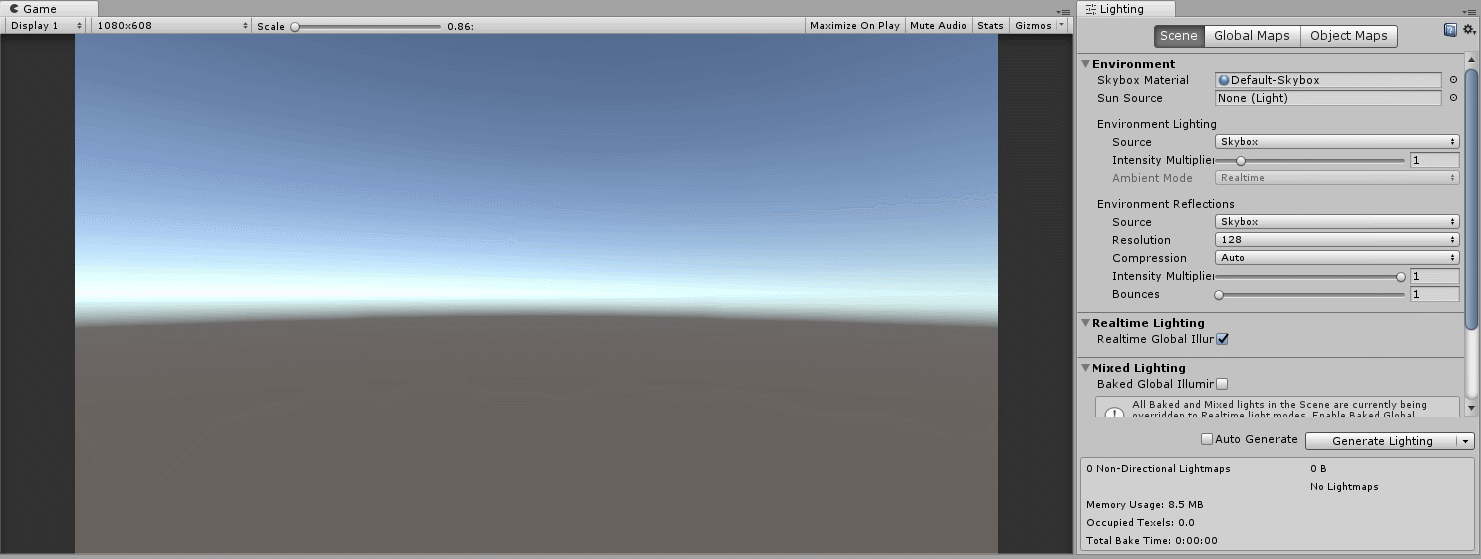 Game
Display 1 1080x608 Scale 0.86: Maximize On Play Mute Audio Stats Gizmos
Lighting
Scene Global Maps Object Maps
Environment
Skybox Material Default-Skybox
Sun Source None (Light)
Environment Lighting
Source Skybox
Intensity Multiplier 1
Ambient Mode Realtime
Environment Reflections
Source Skybox
Resolution 128
Compression Auto
Intensity Multiplier 1
Bounces 1
Realtime Lighting
Realtime Global Illur
Mixed Lighting
Baked Global Illumir
All Baked and Mixed lights in the Scene are currently being
overridden to Realtime light modes. Enable Baked Global
Auto Generate Generate Lighting
0 Non-Directional Lightmaps 0 B
No Lightmaps
Memory Usage: 8.5 MB
Occupied Texels: 0.0
Total Bake Time: 0:00:00